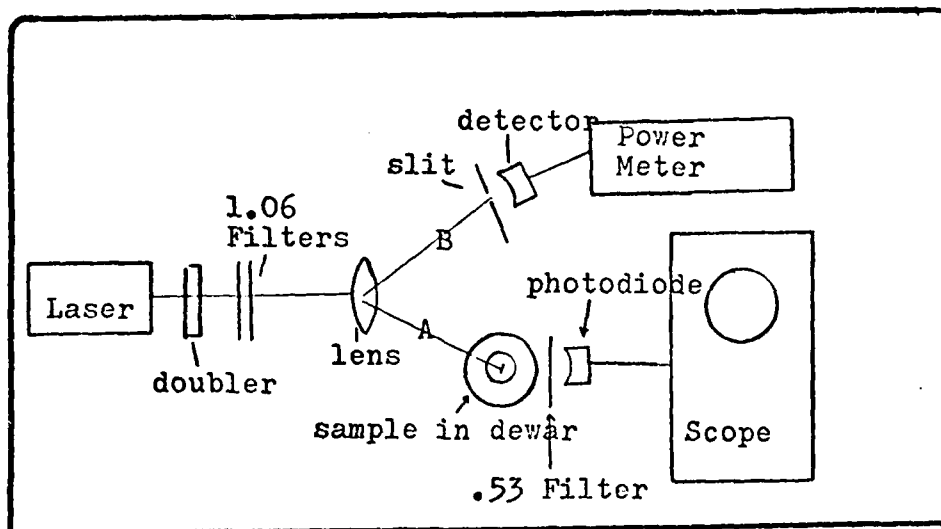 detector
Power
Meter
slit
1.06
Filters
B
Laser
photodiode
lens
A
doubler
sample in dewar
Scope
.53 Filter